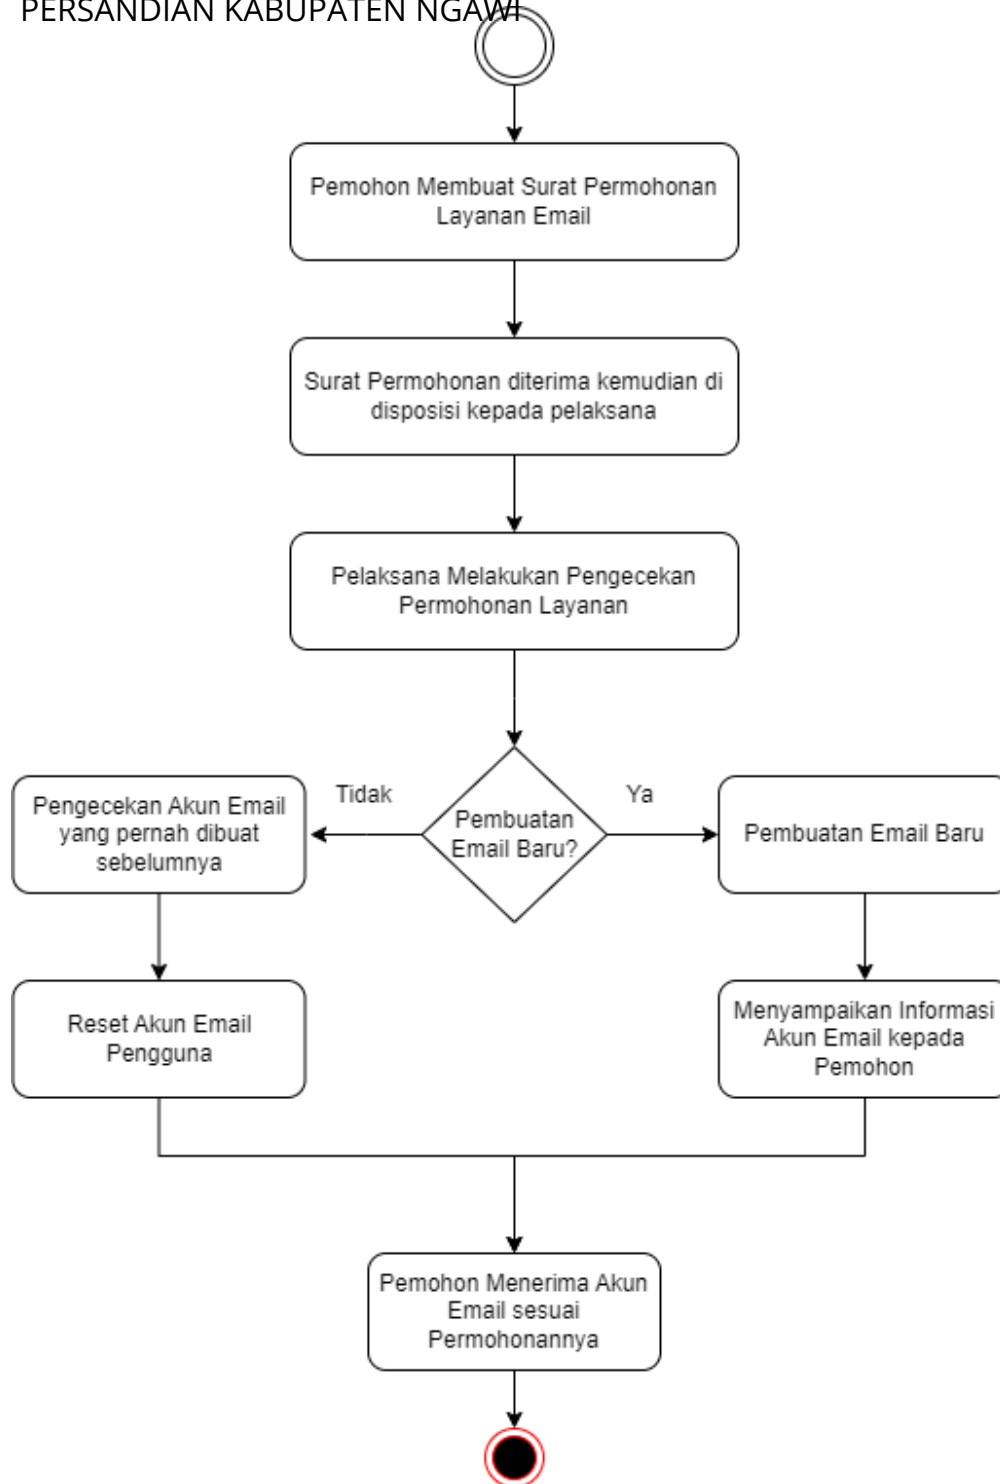 PERSANDIAN KABUPATEN NGAWI
Pemohon Membuat Surat Permohonan
Layanan Email
Surat Permohonan diterima kemudian di
disposisi kepada pelaksana
Pelaksana Melakukan Pengecekan
Permohonan Layanan
Pembuatan
Email Baru?
Tidak
Ya
Pengecekan Akun Email
yang pernah dibuat
sebelumnya
Pembuatan Email Baru
Reset Akun Email
Pengguna
Menyampaikan Informasi
Akun Email kepada
Pemohon
Pemohon Menerima Akun
Email sesuai
Permohonannya